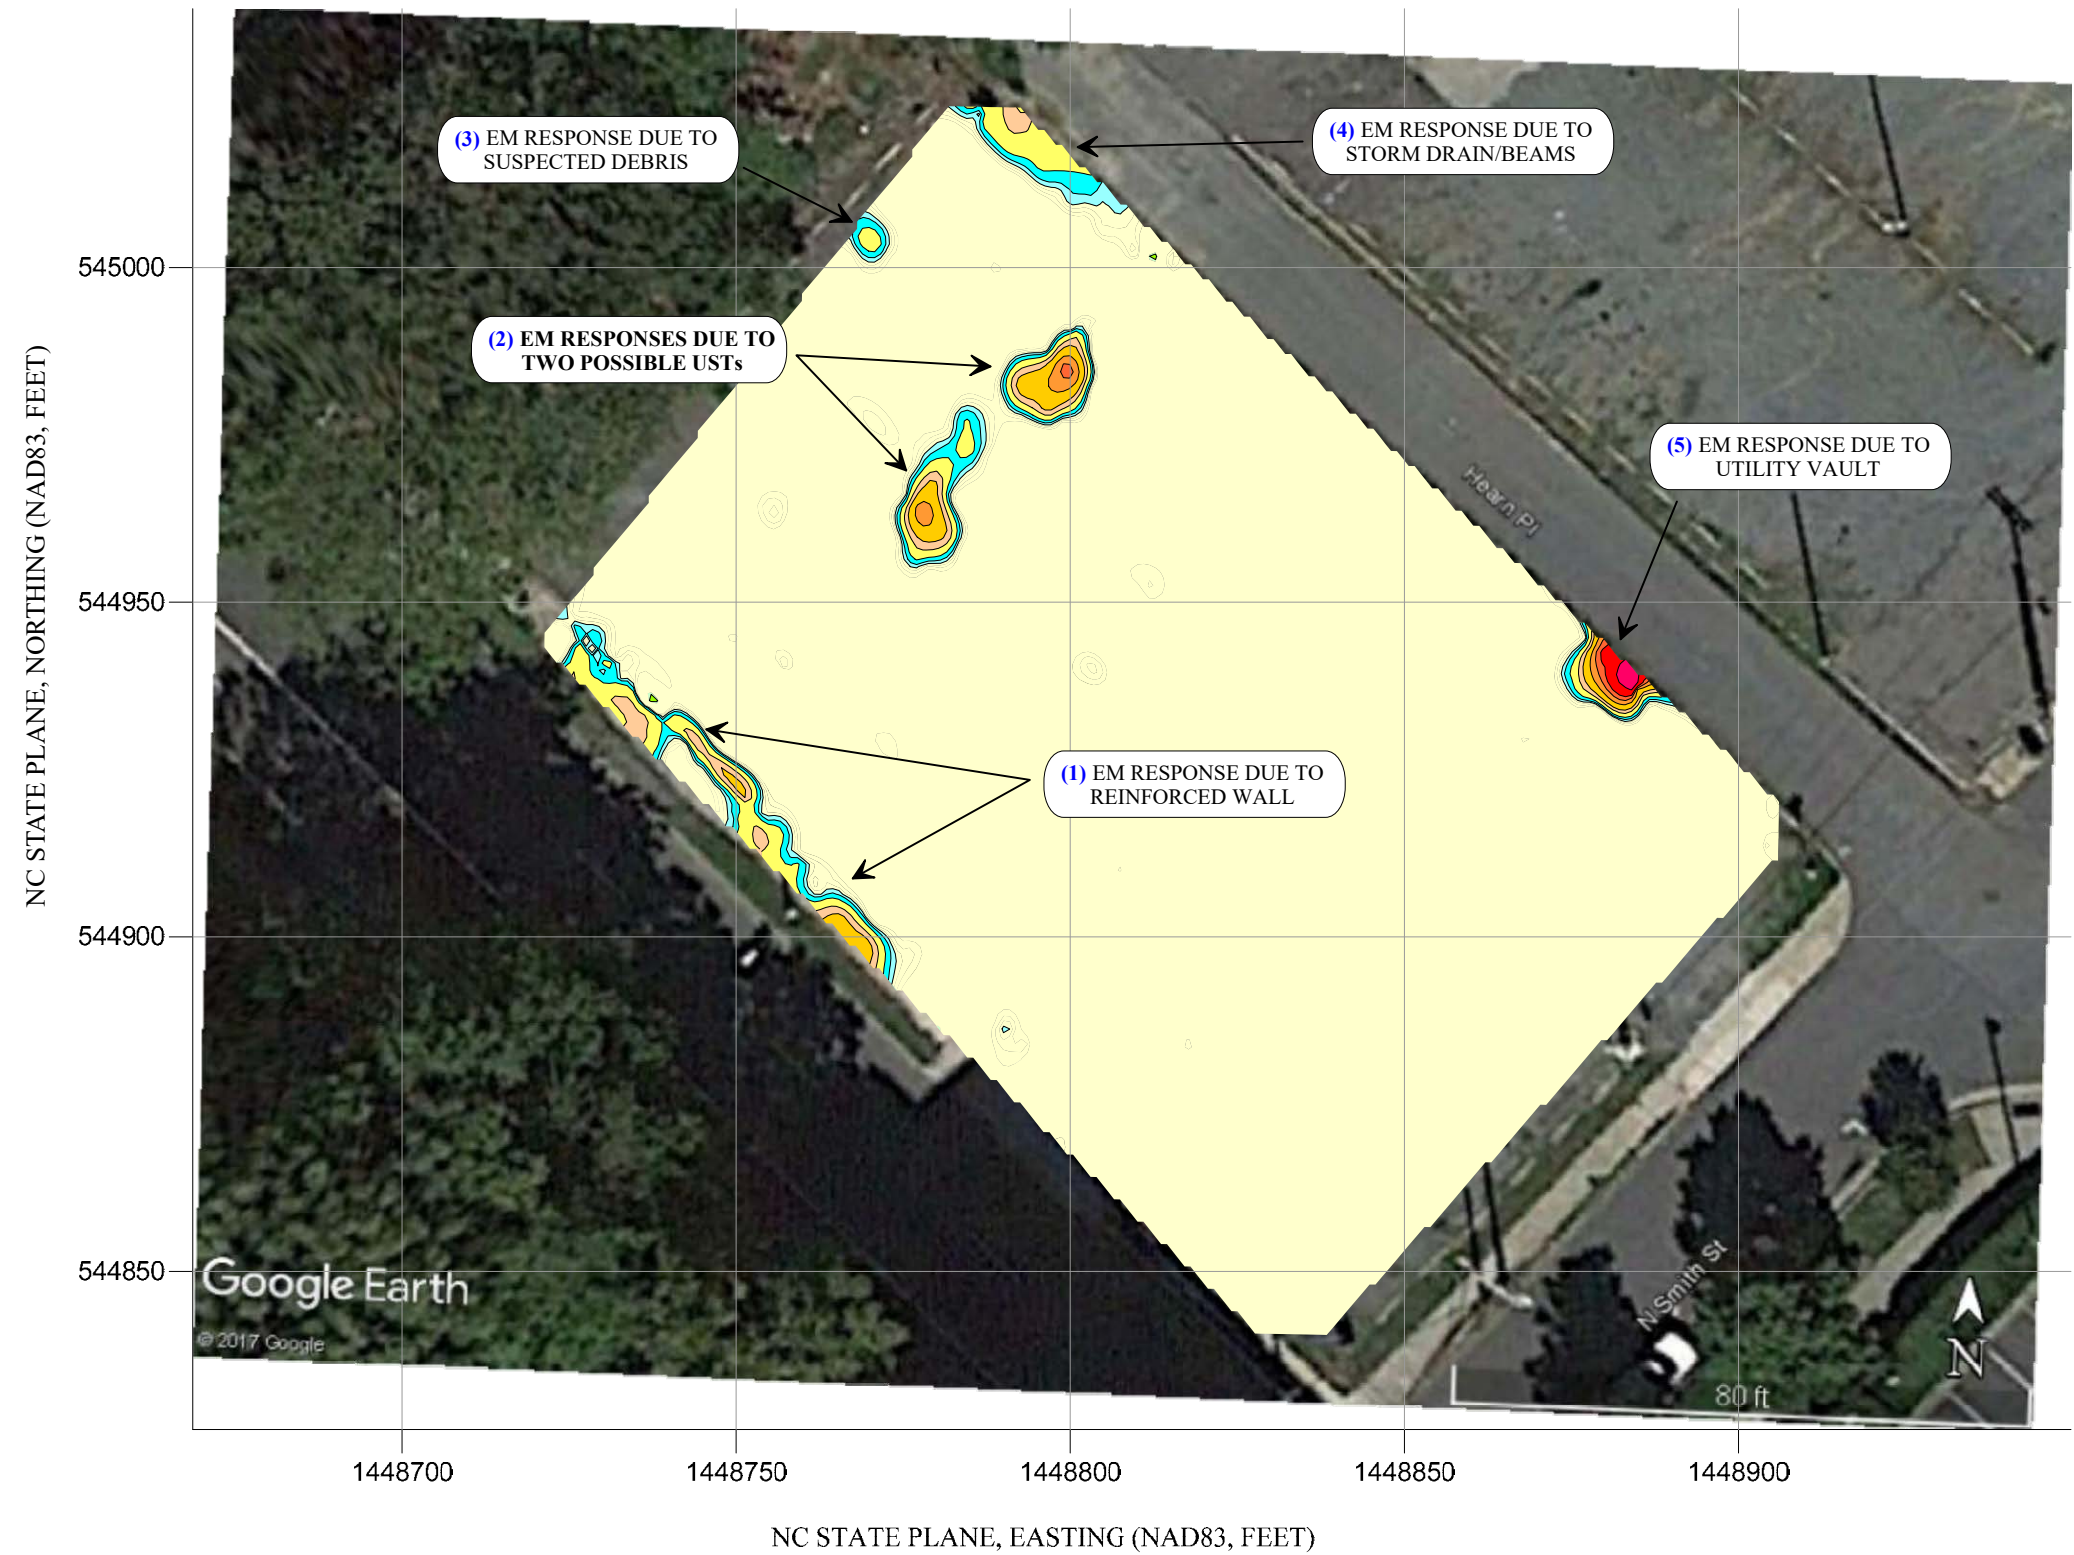 (3) EM RESPONSE DUE TO
SUSPECTED DEBRIS
(4) EM RESPONSE DUE TO
STORM DRAIN/BEAMS
(2) EM RESPONSES DUE TO
TWO POSSIBLE USTs
(5) EM RESPONSE DUE TO
UTILITY VAULT
Hearn Pl
(1) EM RESPONSE DUE TO
REINFORCED WALL
NC STATE PLANE, NORTHING (NAD83, FEET)
545000
544950
544900
544850
Google Earth
© 2017 Google
N Smith St
N
80 ft
1448700
1448750
1448800
1448850
1448900
NC STATE PLANE, EASTING (NAD83, FEET)